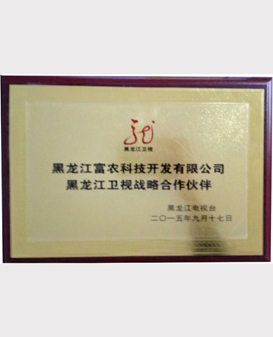 黑龙江卫视
黑龙江富农科技开发有限公司
黑龙江卫视战略合作伙伴
黑龙江电视台
二〇一五年九月十七日